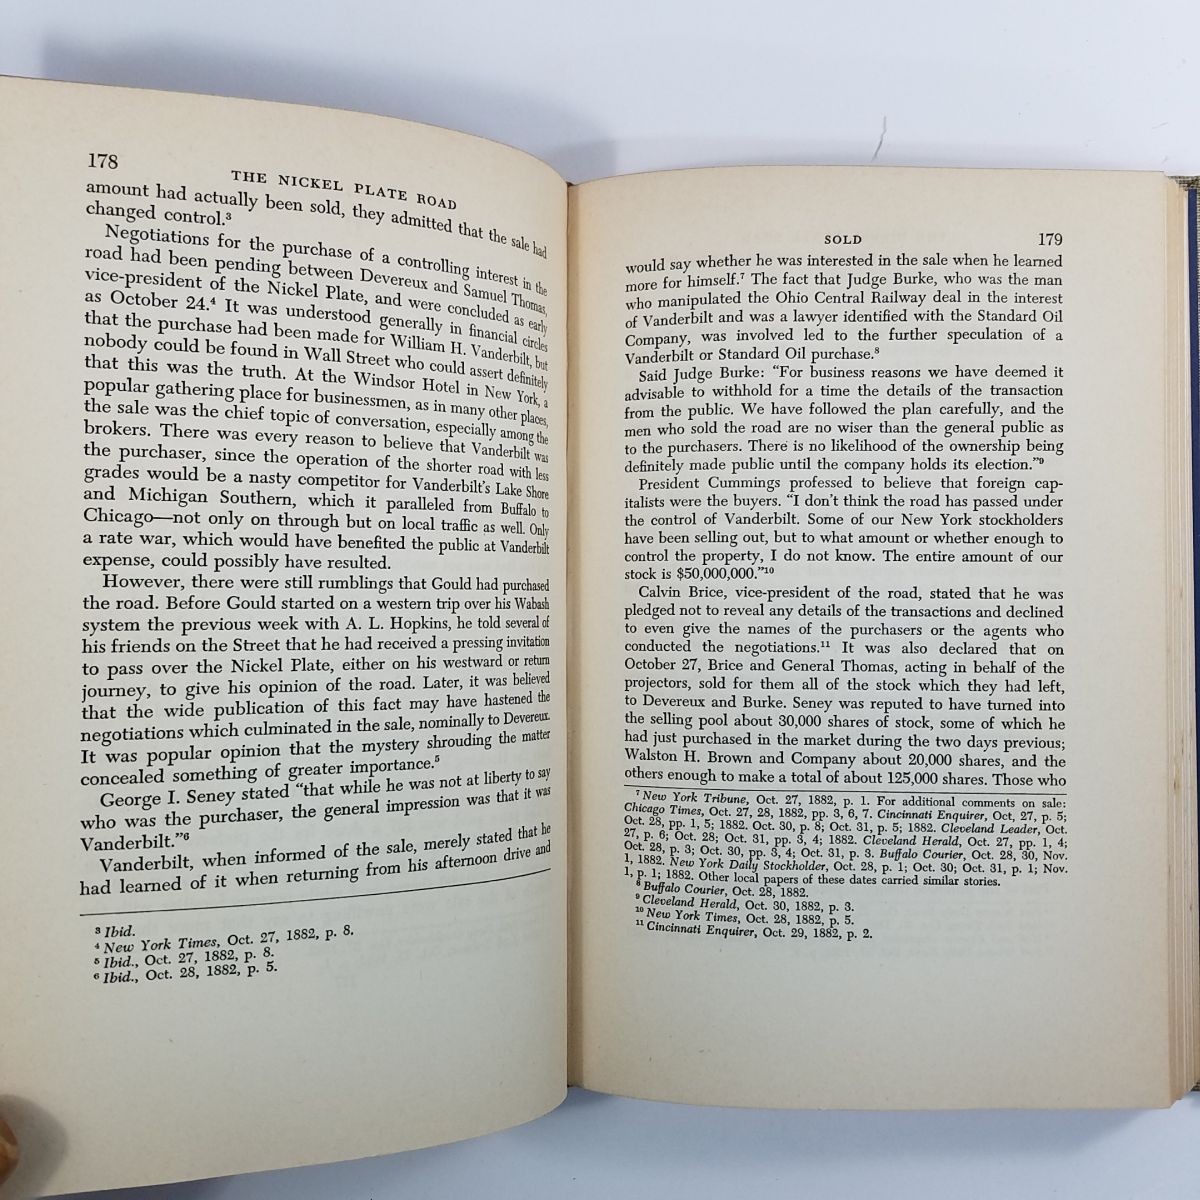 178
THE NICKEL PLATE ROAD
amount had actually been sold, they admitted that the sale had
changed control.³
Negotiations for the purchase of a controlling interest in the
road had been pending between Devereux and Samuel Thomas,
vice-president of the Nickel Plate, and were concluded as early
as October 24.⁴ It was understood generally in financial circles
that the purchase had been made for William H. Vanderbilt, but
nobody could be found in Wall Street who could assert definitely
that this was the truth. At the Windsor Hotel in New York, a
popular gathering place for businessmen, as in many other places,
the sale was the chief topic of conversation, especially among the
brokers. There was every reason to believe that Vanderbilt was
the purchaser, since the operation of the shorter road with less
grades would be a nasty competitor for Vanderbilt's Lake Shore
and Michigan Southern, which it paralleled from Buffalo to
Chicago—not only on through but on local traffic as well. Only
a rate war, which would have benefited the public at Vanderbilt
expense, could possibly have resulted.
However, there were still rumblings that Gould had purchased
the road. Before Gould started on a western trip over his Wabash
system the previous week with A. L. Hopkins, he told several of
his friends on the Street that he had received a pressing invitation
to pass over the Nickel Plate, either on his westward or return
journey, to give his opinion of the road. Later, it was believed
that the wide publication of this fact may have hastened the
negotiations which culminated in the sale, nominally to Devereux.
It was popular opinion that the mystery shrouding the matter
concealed something of greater importance.⁵
George I. Seney stated "that while he was not at liberty to say
who was the purchaser, the general impression was that it was
Vanderbilt."⁶
Vanderbilt, when informed of the sale, merely stated that he
had learned of it when returning from his afternoon drive and
³ Ibid.
⁴ New York Times, Oct. 27, 1882, p. 8.
⁵ Ibid., Oct. 27, 1882, p. 8.
⁶ Ibid., Oct. 28, 1882, p. 5.
SOLD 179
would say whether he was interested in the sale when he learned
more for himself.⁷ The fact that Judge Burke, who was the man
who manipulated the Ohio Central Railway deal in the interest
of Vanderbilt and was a lawyer identified with the Standard Oil
Company, was involved led to the further speculation of a
Vanderbilt or Standard Oil purchase.⁸
Said Judge Burke: "For business reasons we have deemed it
advisable to withhold for a time the details of the transaction
from the public. We have followed the plan carefully, and the
men who sold the road are no wiser than the general public as
to the purchasers. There is no likelihood of the ownership being
definitely made public until the company holds its election."⁹
President Cummings professed to believe that foreign cap-
italists were the buyers. "I don't think the road has passed under
the control of Vanderbilt. Some of our New York stockholders
have been selling out, but to what amount or whether enough to
control the property, I do not know. The entire amount of our
stock is $50,000,000."¹⁰
Calvin Brice, vice-president of the road, stated that he was
pledged not to reveal any details of the transactions and declined
to even give the names of the purchasers or the agents who
conducted the negotiations.¹¹ It was also declared that on
October 27, Brice and General Thomas, acting in behalf of the
projectors, sold for them all of the stock which they had left,
to Devereux and Burke. Seney was reputed to have turned into
the selling pool about 30,000 shares of stock, some of which he
had just purchased in the market during the two days previous;
Walston H. Brown and Company about 20,000 shares, and the
others enough to make a total of about 125,000 shares. Those who
⁷ New York Tribune, Oct. 27, 1882, p. 1. For additional comments on sale:
Chicago Times, Oct. 27, 28, 1882, pp. 3, 6, 7. Cincinnati Enquirer, Oct, 27, p. 5;
Oct. 28, pp. 1, 5; 1882. Oct. 30, p. 8; Oct. 31, p. 5; 1882. Cleveland Leader, Oct.
27, p. 6; Oct. 28; Oct. 31, pp. 3, 4; 1882. Cleveland Herald, Oct. 27, pp. 1, 4;
Oct. 28, p. 3; Oct. 30, pp. 3, 4; Oct. 31, p. 3. Buffalo Courier, Oct. 28, 30, Nov.
1, 1882. New York Daily Stockholder, Oct. 28, p. 1; Oct. 30; Oct. 31, p. 1; Nov.
1, p. 1; 1882. Other local papers of these dates carried similar stories.
⁸ Buffalo Courier, Oct. 28, 1882.
⁹ Cleveland Herald, Oct. 30, 1882, p. 3.
¹⁰ New York Times, Oct. 28, 1882, p. 5.
¹¹ Cincinnati Enquirer, Oct. 29, 1882, p. 2.